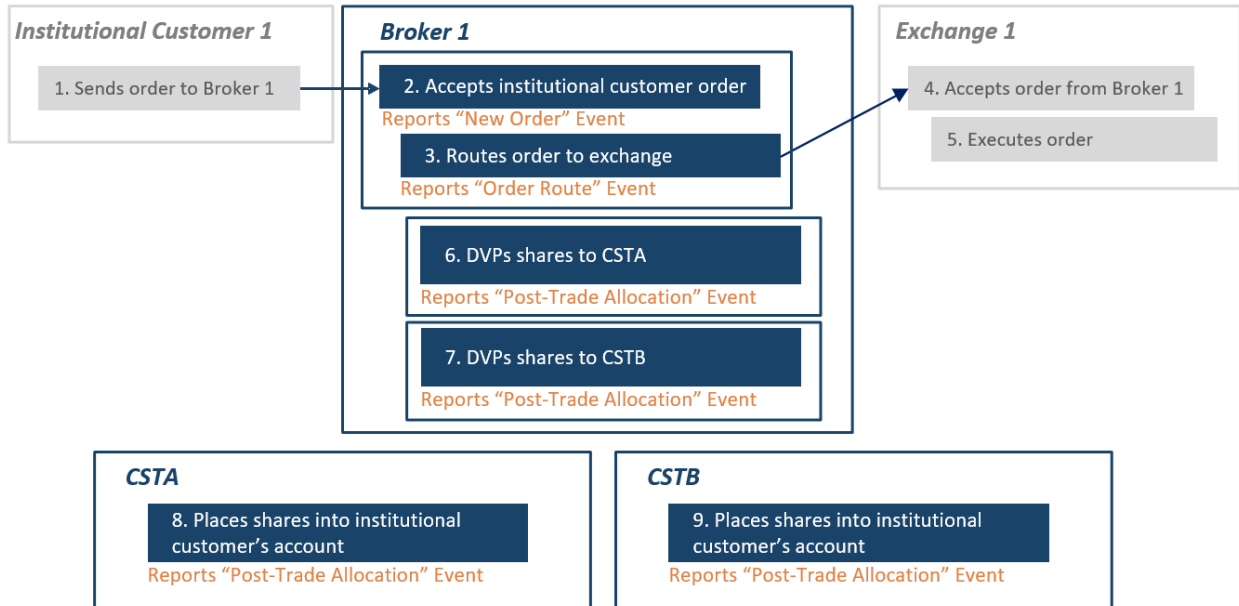 Institutional Customer 1
1. Sends order to Broker 1
Broker 1
2. Accepts institutional customer order
Reports “New Order” Event
3. Routes order to exchange
Reports “Order Route” Event
Exchange 1
4. Accepts order from Broker 1
5. Executes order
6. DVPs shares to CSTA
Reports “Post-Trade Allocation” Event
7. DVPs shares to CSTB
Reports “Post-Trade Allocation” Event
CSTA
8. Places shares into institutional
customer’s account
Reports “Post-Trade Allocation” Event
CSTB
9. Places shares into institutional
customer’s account
Reports “Post-Trade Allocation” Event